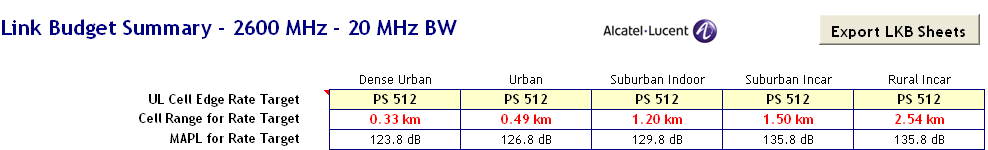 Link Budget Summary - 2600 MHz - 20 MHz BW
Alcatel·Lucent
Export LKB Sheets
Dense Urban Urban Suburban Indoor Suburban Incar Rural Incar
UL Cell Edge Rate Target PS 512 PS 512 PS 512 PS 512 PS 512
Cell Range for Rate Target 0.33 km 0.49 km 1.20 km 1.50 km 2.54 km
MAPL for Rate Target 123.8 dB 126.8 dB 129.8 dB 135.8 dB 135.8 dB